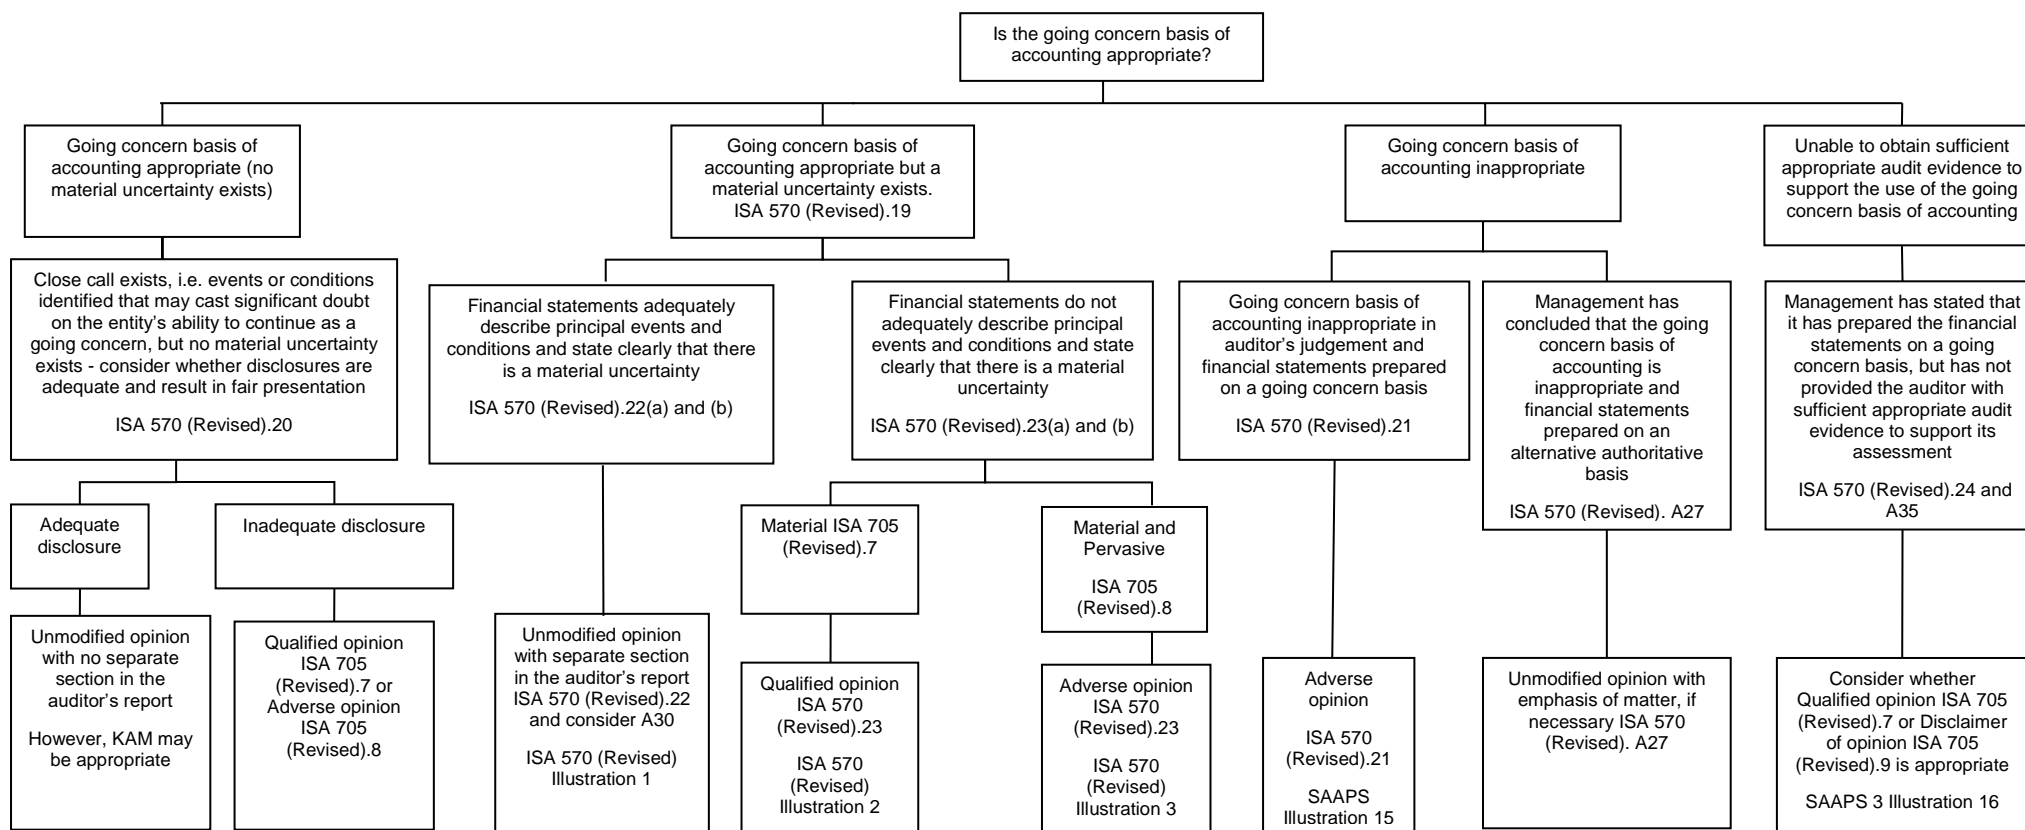 Is the going concern basis of
accounting appropriate?
Going concern basis of
accounting appropriate (no
material uncertainty exists)
Going concern basis of
accounting appropriate but a
material uncertainty exists.
ISA 570 (Revised).19
Going concern basis of
accounting inappropriate
Unable to obtain sufficient
appropriate audit evidence to
support the use of the going
concern basis of accounting
Close call exists, i.e. events or conditions
identified that may cast significant doubt
on the entity's ability to continue as a
going concern, but no material uncertainty
exists - consider whether disclosures are
adequate and result in fair presentation
ISA 570 (Revised).20
Financial statements adequately
describe principal events and
conditions and state clearly that there
is a material uncertainty
ISA 570 (Revised).22(a) and (b)
Financial statements do not
adequately describe principal
events and conditions and state
clearly that there is a material
uncertainty
ISA 570 (Revised).23(a) and (b)
Going concern basis of
accounting inappropriate in
auditor's judgement and
financial statements prepared
on a going concern basis
ISA 570 (Revised).21
Management has
concluded that the going
concern basis of
accounting is
inappropriate and
financial statements
prepared on an
alternative authoritative
basis
ISA 570 (Revised). A27
Management has stated that
it has prepared the financial
statements on a going
concern basis, but has not
provided the auditor with
sufficient appropriate audit
evidence to support its
assessment
ISA 570 (Revised).24 and
A35
Adequate
disclosure
Inadequate disclosure
Material ISA 705
(Revised).7
Material and
Pervasive
ISA 705
(Revised).8
Unmodified opinion
with no separate
section in the
auditor's report
However, KAM may
be appropriate
Qualified opinion
ISA 705
(Revised).7 or
Adverse opinion
ISA 705
(Revised).8
Unmodified opinion
with separate section
in the auditor's report
ISA 570 (Revised).22
and consider A30
ISA 570 (Revised)
Illustration 1
Qualified opinion
ISA 570
(Revised).23
ISA 570
(Revised)
Illustration 2
Adverse opinion
ISA 570
(Revised).23
ISA 570
(Revised)
Illustration 3
Adverse
opinion
ISA 570
(Revised).21
SAAPS
Illustration 15
Unmodified opinion with
emphasis of matter, if
necessary ISA 570
(Revised). A27
Consider whether
Qualified opinion ISA 705
(Revised).7 or Disclaimer
of opinion ISA 705
(Revised).9 is appropriate
SAAPS 3 Illustration 16